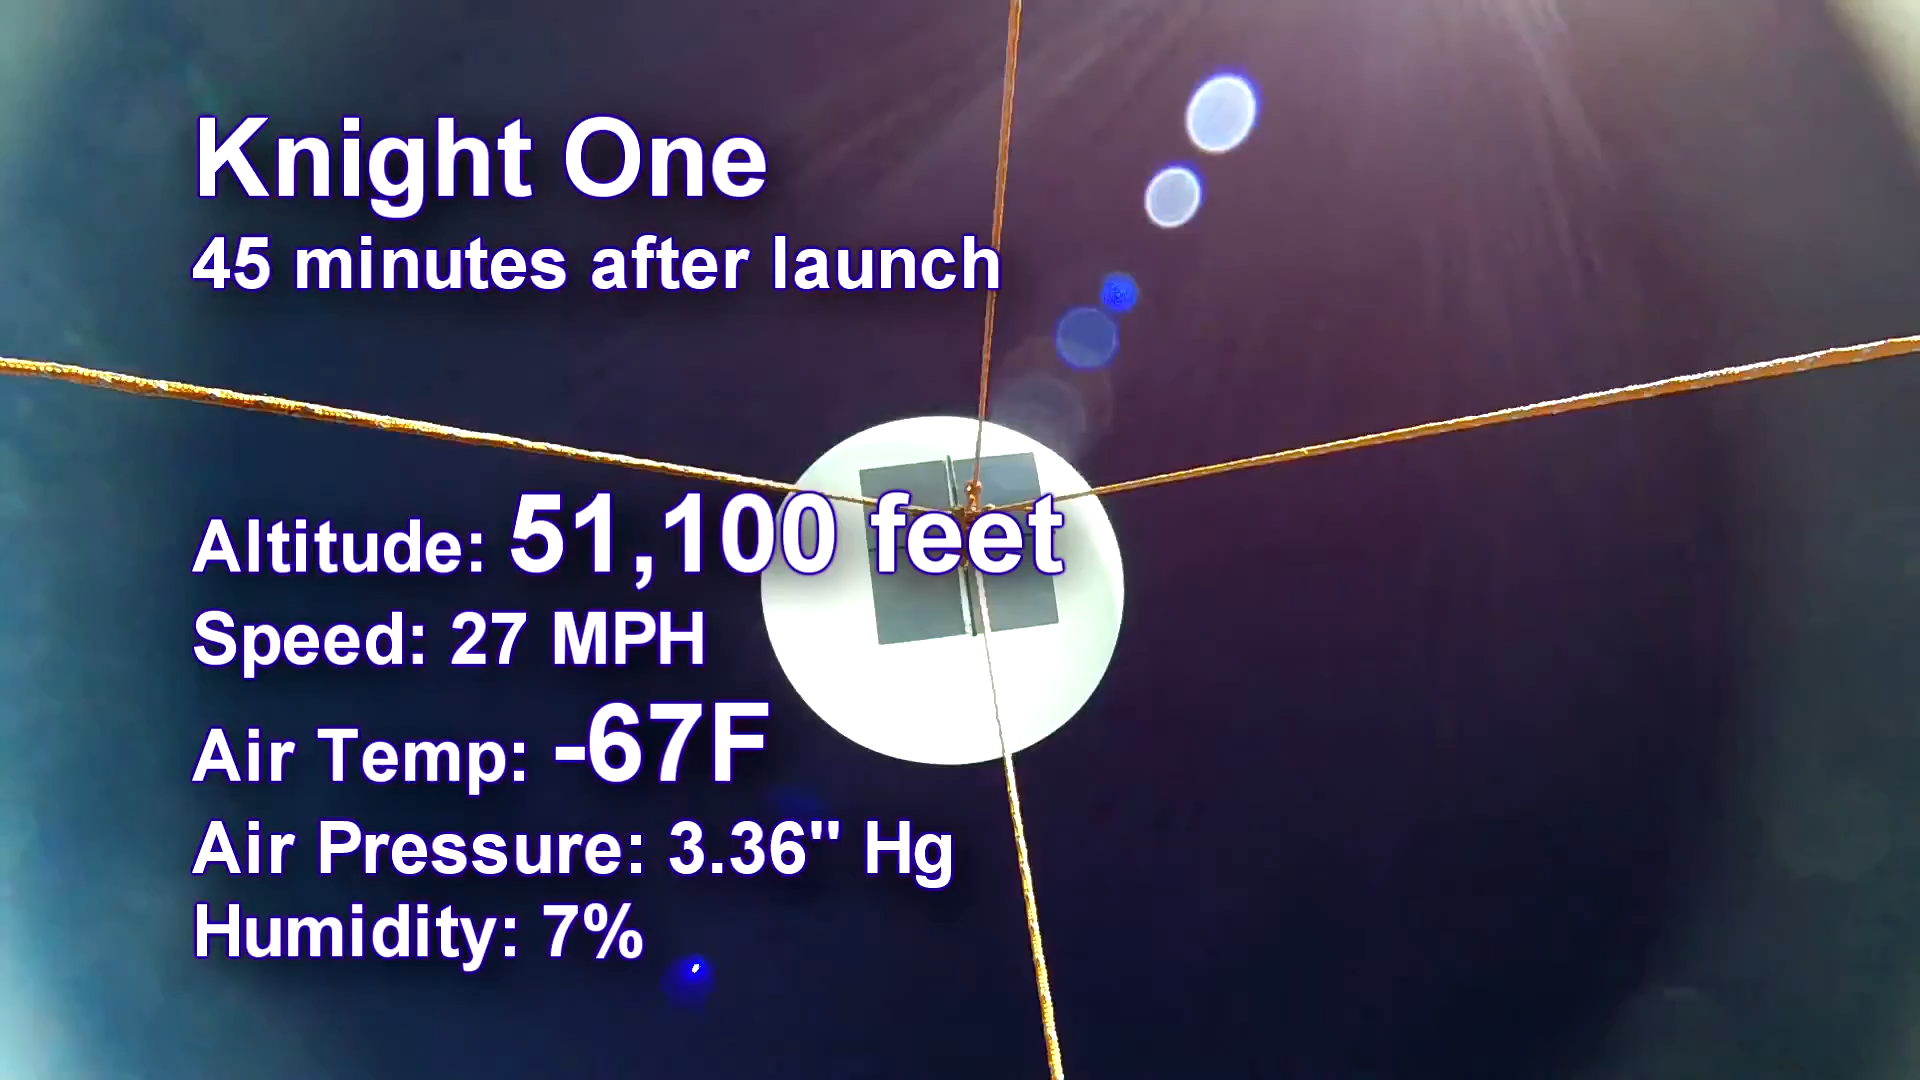 Knight One
45 minutes after launch
Altitude: 51,100 feet
Speed: 27 MPH
Air Temp: -67F
Air Pressure: 3.36" Hg
Humidity: 7%